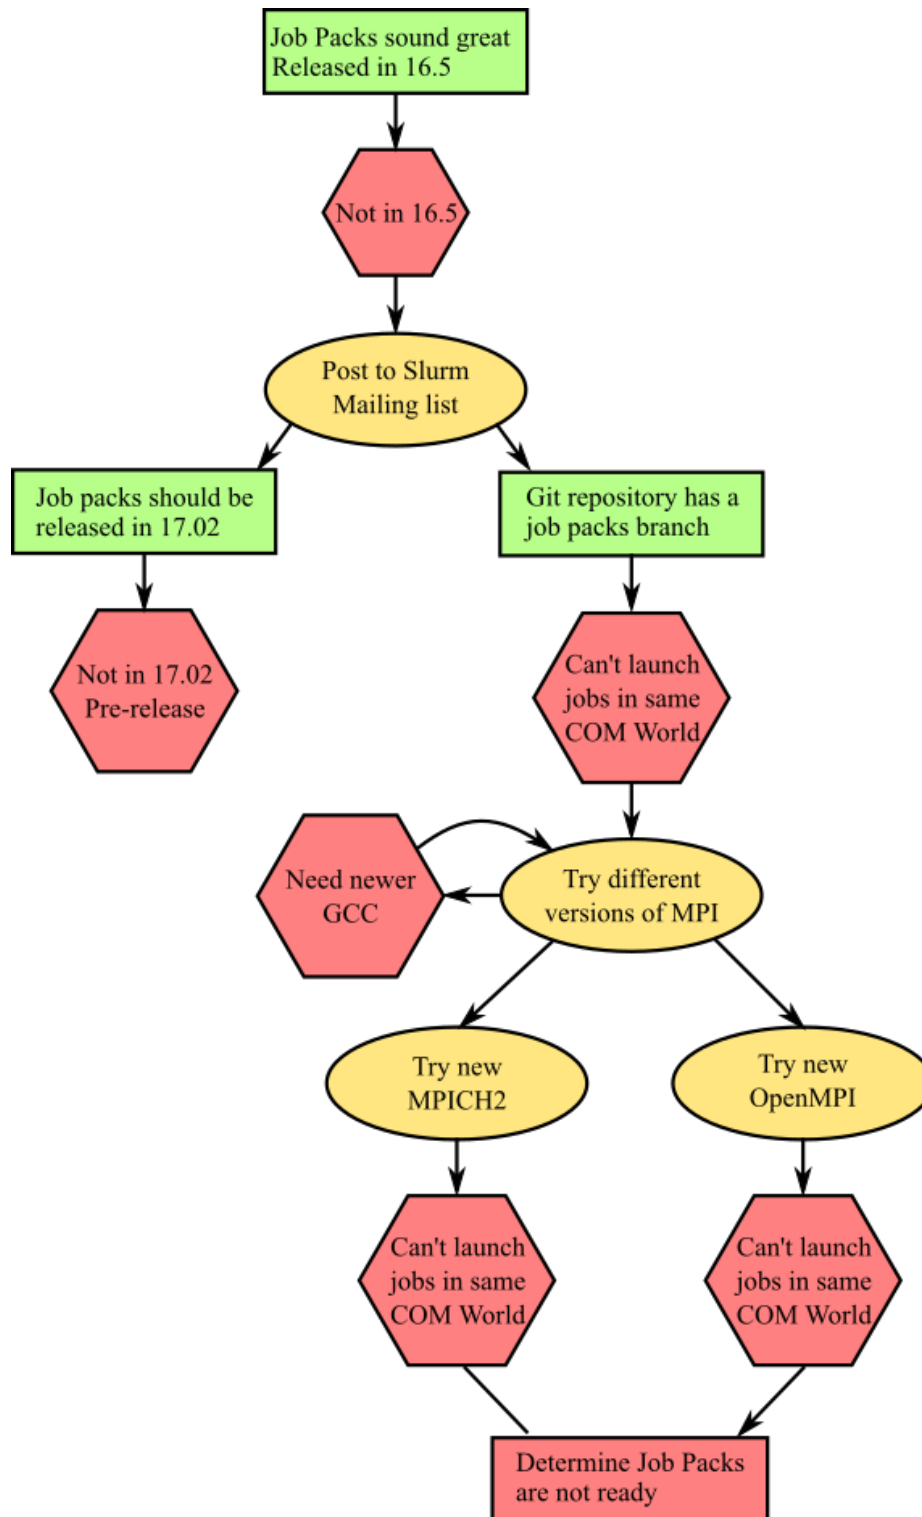 Job Packs sound great
Released in 16.5
Not in 16.5
Post to Slurm
Mailing list
Job packs should be
released in 17.02
Git repository has a
job packs branch
Not in 17.02
Pre-release
Can't launch
jobs in same
COM World
Need newer
GCC
Try different
versions of MPI
Try new
MPICH2
Try new
OpenMPI
Can't launch
jobs in same
COM World
Can't launch
jobs in same
COM World
Determine Job Packs
are not ready